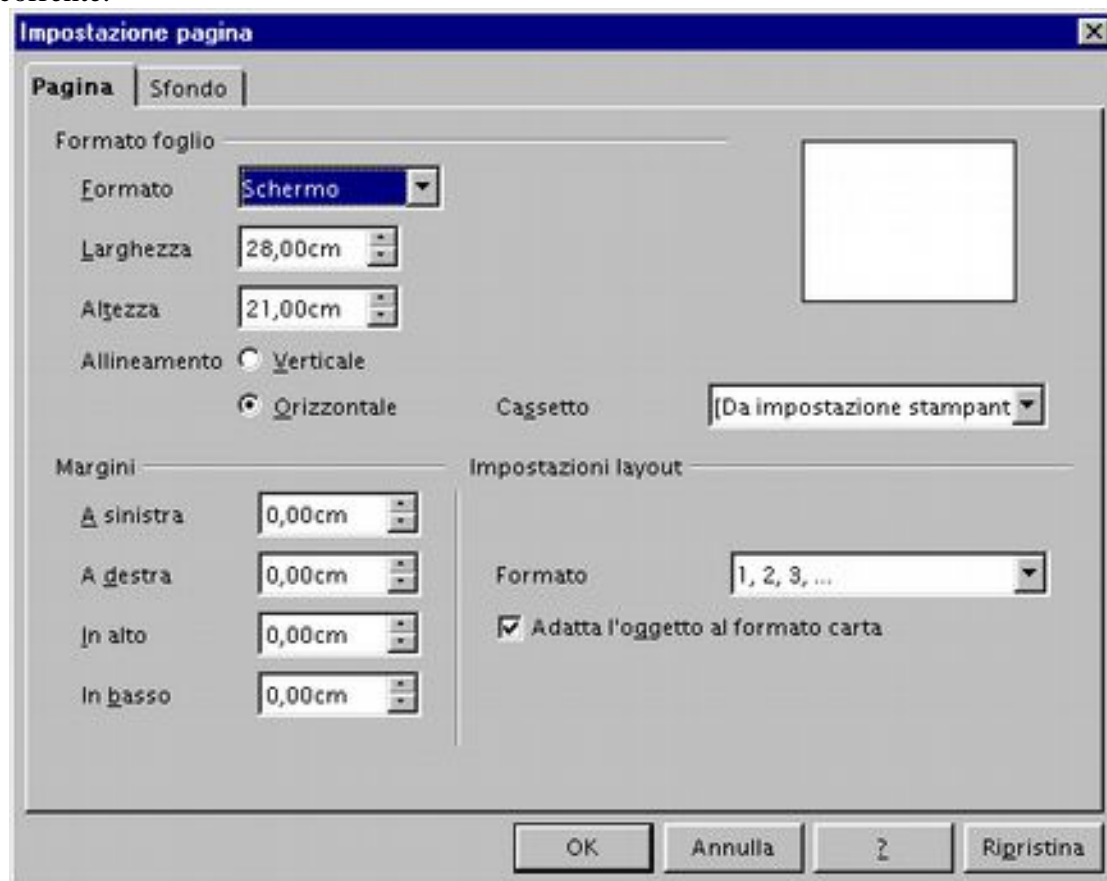 corrente.
Impostazione pagina
Pagina Sfondo
Formato foglio
Formato Schermo
Larghezza 28,00cm
Altezza 21,00cm
Allineamento Verticale
Orizzontale Cassetto [Da impostazione stampant
Margini Impostazioni layout
A sinistra 0,00cm
A destra 0,00cm Formato 1, 2, 3, ...
In alto 0,00cm Adatta l'oggetto al formato carta
In basso 0,00cm
OK Annulla ? Ripristina